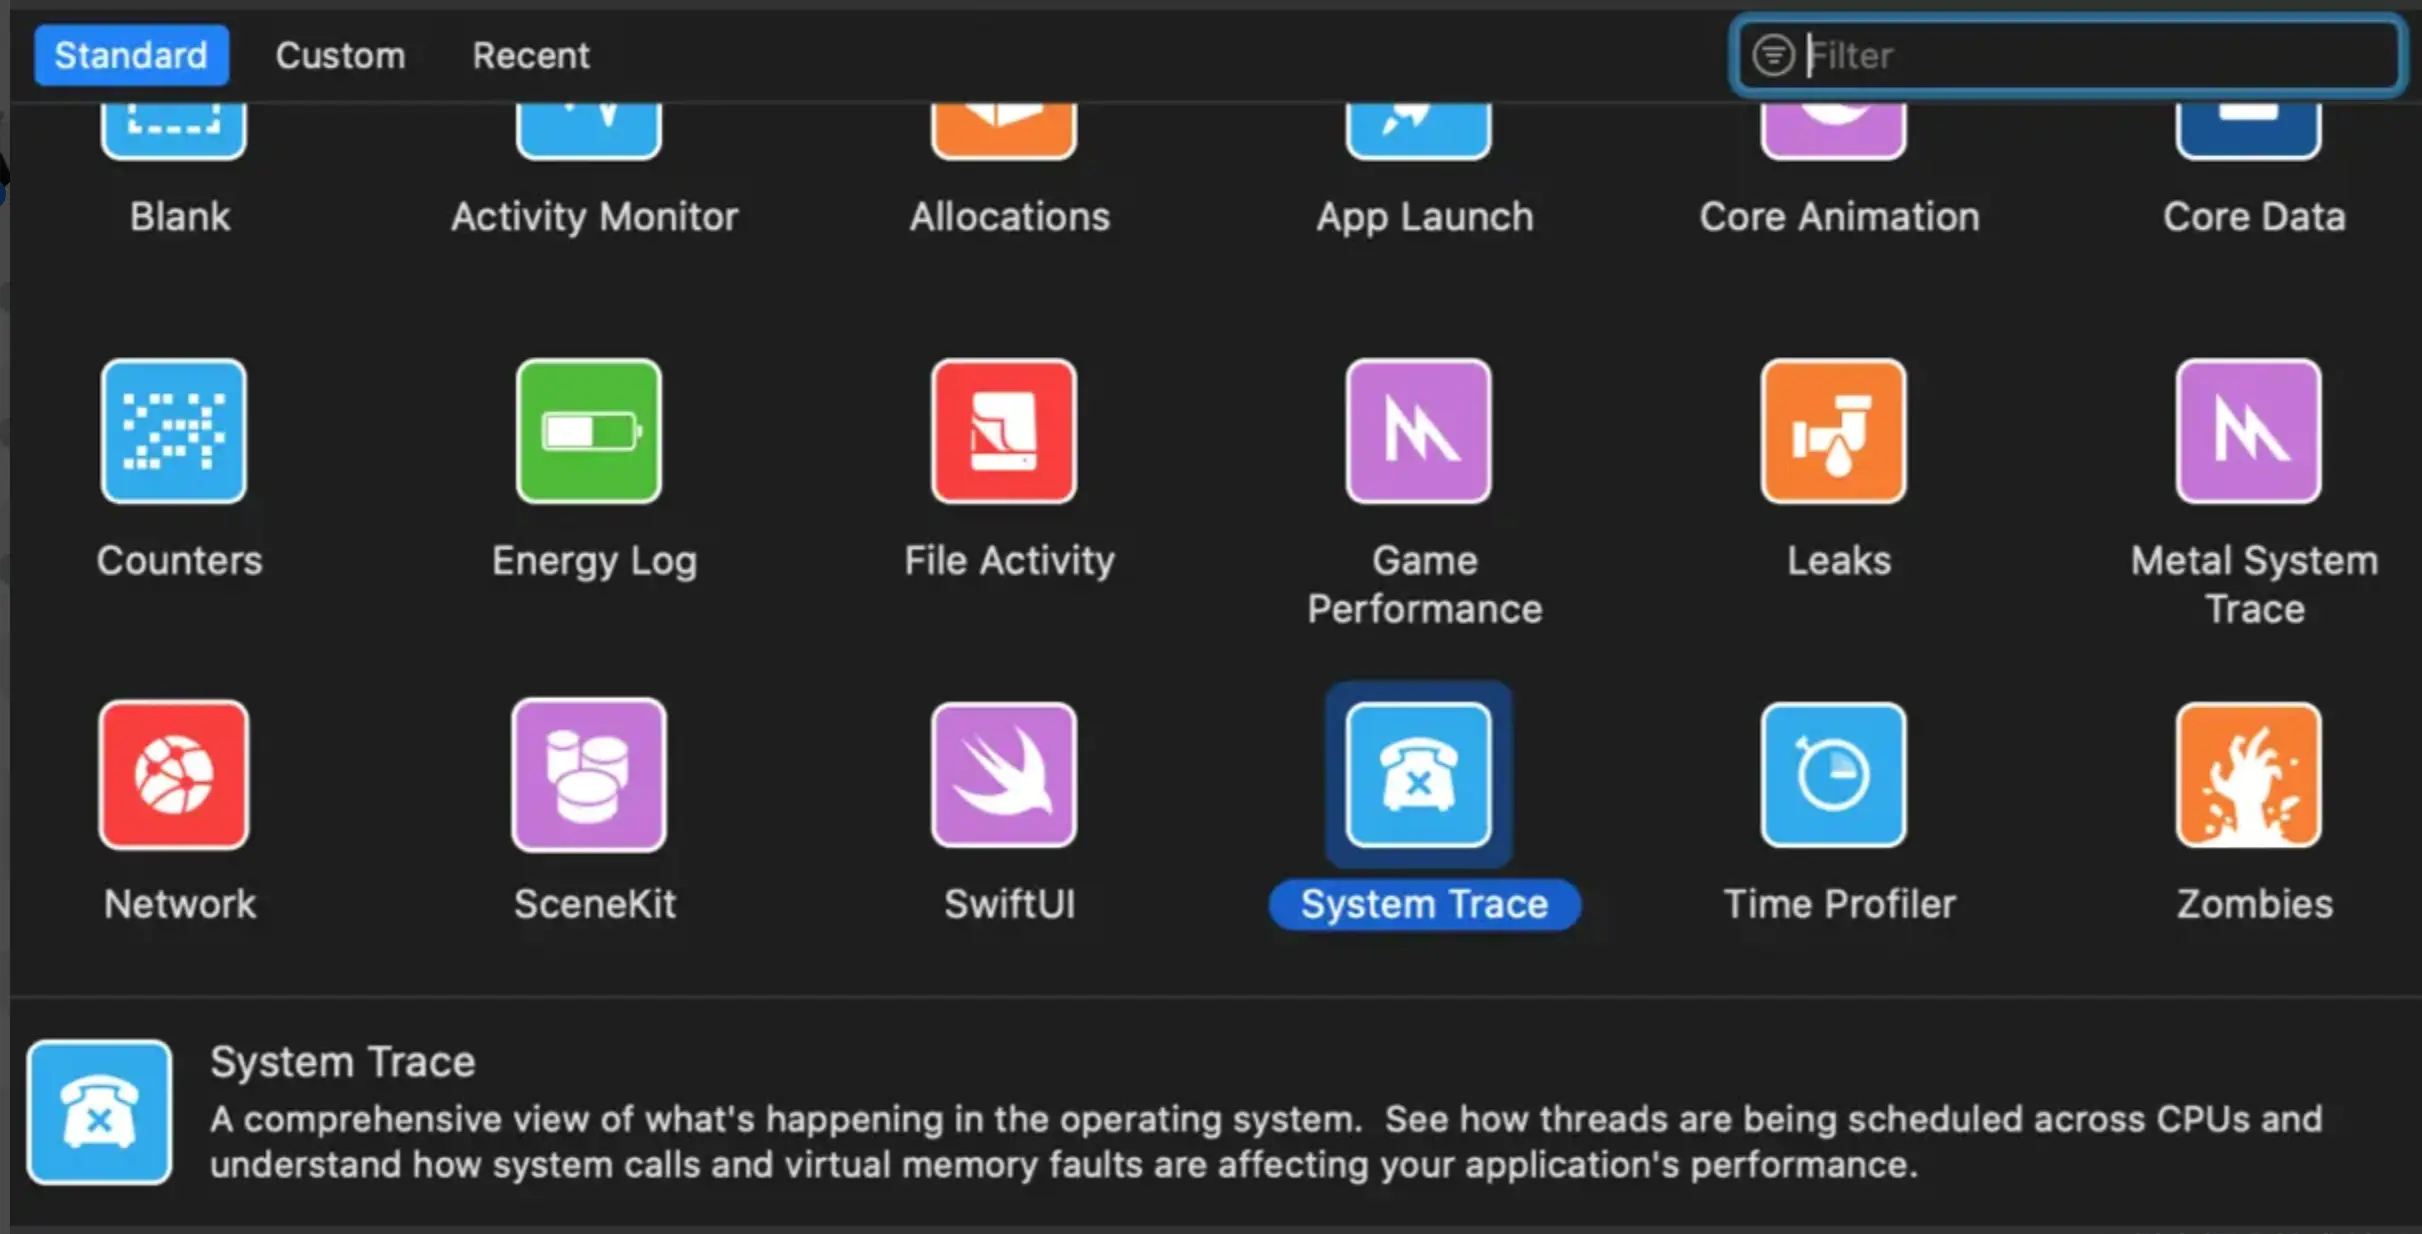 Standard Custom Recent Filter
Blank Activity Monitor Allocations App Launch Core Animation Core Data
Counters Energy Log File Activity Game Performance Leaks Metal System Trace
Network SceneKit SwiftUI System Trace Time Profiler Zombies
System Trace
A comprehensive view of what's happening in the operating system.  See how threads are being scheduled across CPUs and
understand how system calls and virtual memory faults are affecting your application's performance.